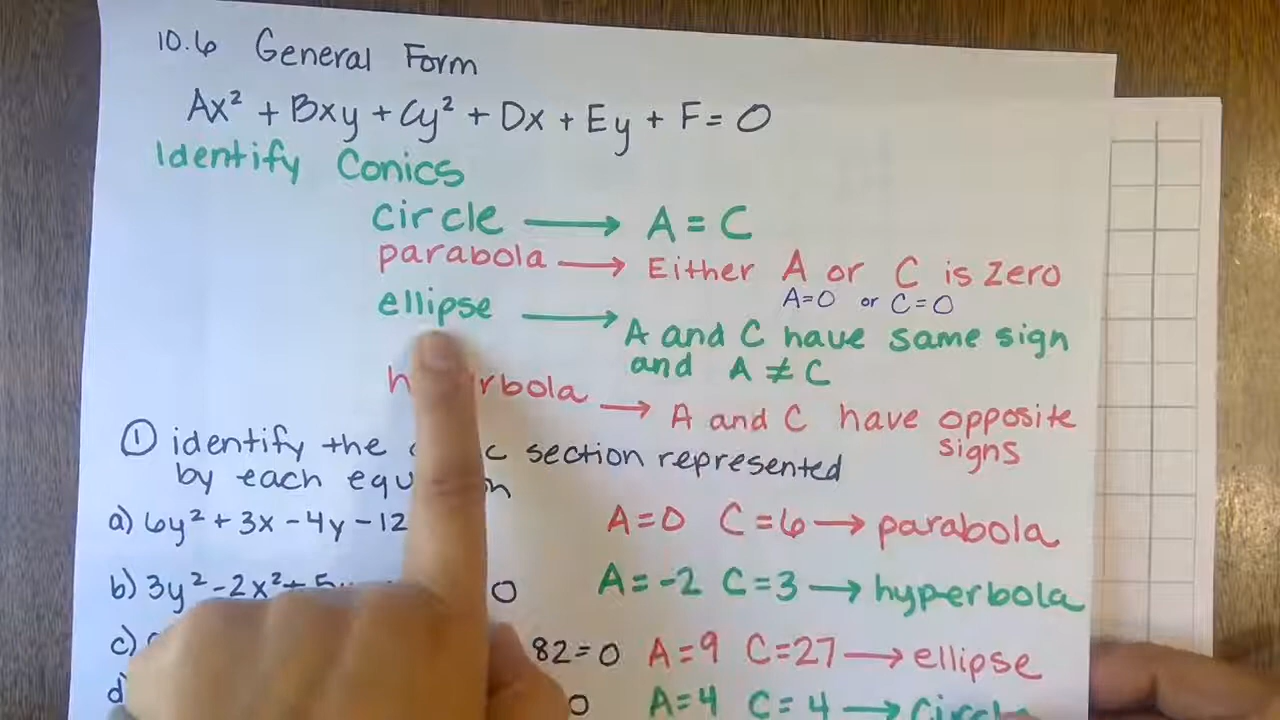 10.6 General Form
Ax² + Bxy + Cy² + Dx + Ey + F = 0
Identify Conics
circle → A = C
parabola → Either A or C is zero
A=0 or C=0
ellipse → A and C have same sign
and A ≠ C
→ A and C have opposite
signs
① identify the section represented
by each
a) 6y² + 3x - 4y - 12 A=0 C=6 → parabola
b) 3y² - 2x² + 0 A=-2 C=3 → hyperbola
c) 82=0 A=9 C=27 → ellipse
d) 0 A=4 C=4 → Circle